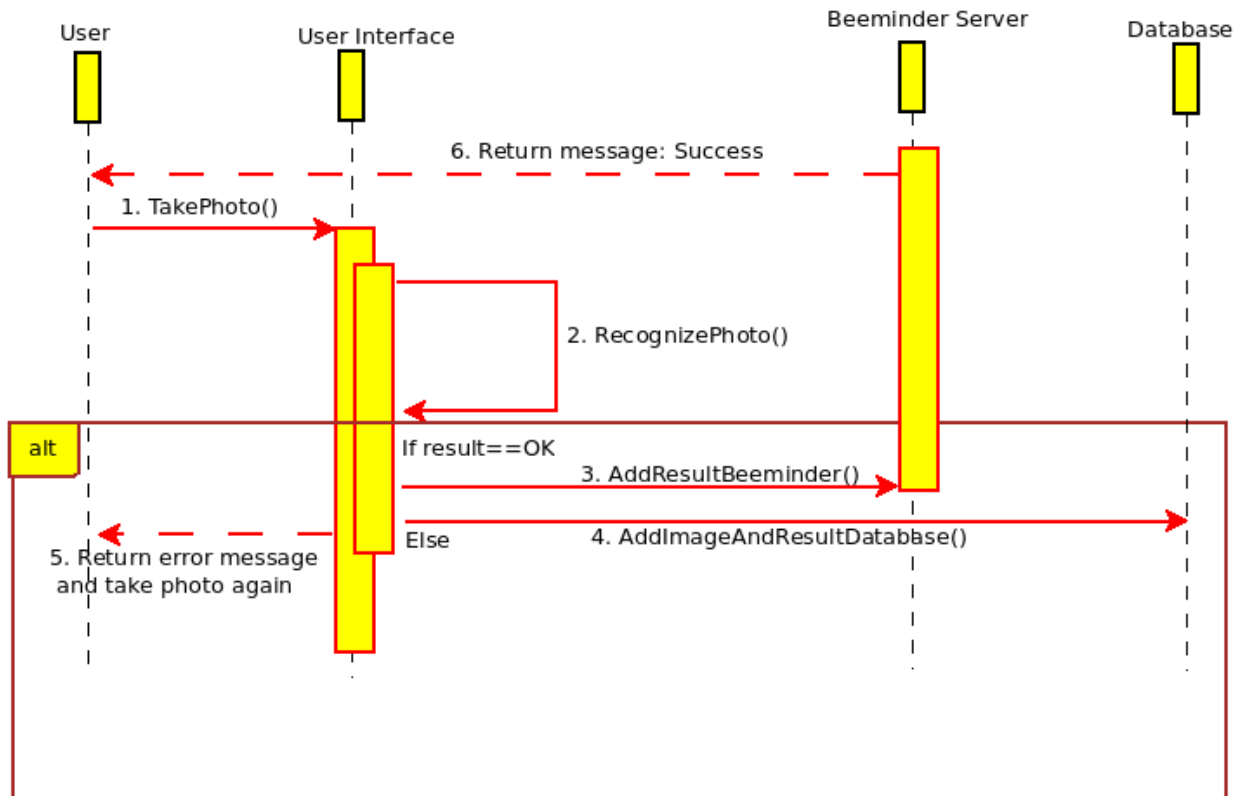 User
User Interface
Beeminder Server
Database
6. Return message: Success
1. TakePhoto()
2. RecognizePhoto()
alt
If result==OK
3. AddResultBeeminder()
4. AddImageAndResultDatabase()
Else
5. Return error message
and take photo again